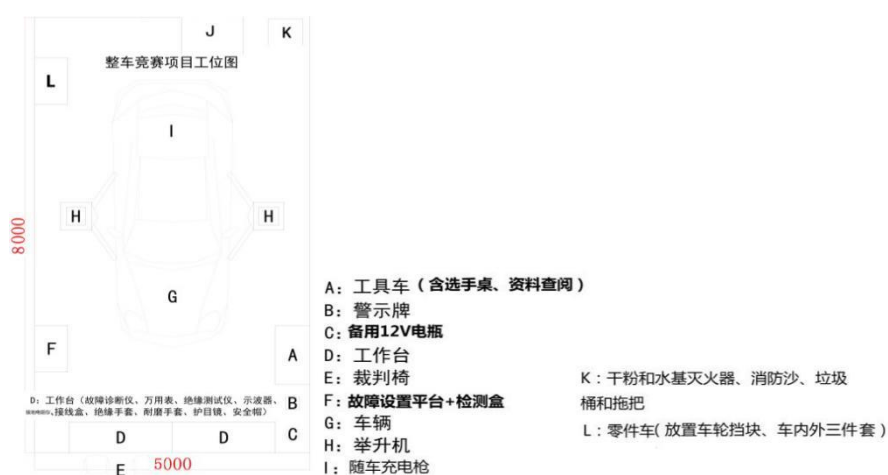 J
K
整车竞赛项目工位图
L
I
H
H
8000
G
F
A
D: 工作台（故障诊断仪、万用表、绝缘测试仪、示波器、
、接线盒、绝缘手套、耐磨手套、护目镜、安全帽）
B
D
D
C
E
5000
A: 工具车（含选手桌、资料查阅）
B: 警示牌
C: 备用12V电瓶
D: 工作台
E: 裁判椅
F: 故障设置平台+检测盒
G: 车辆
H: 举升机
I: 随车充电枪
K：干粉和水基灭火器、消防沙、垃圾
桶和拖把
L：零件车( 放置车轮挡块、车内外三件套 )